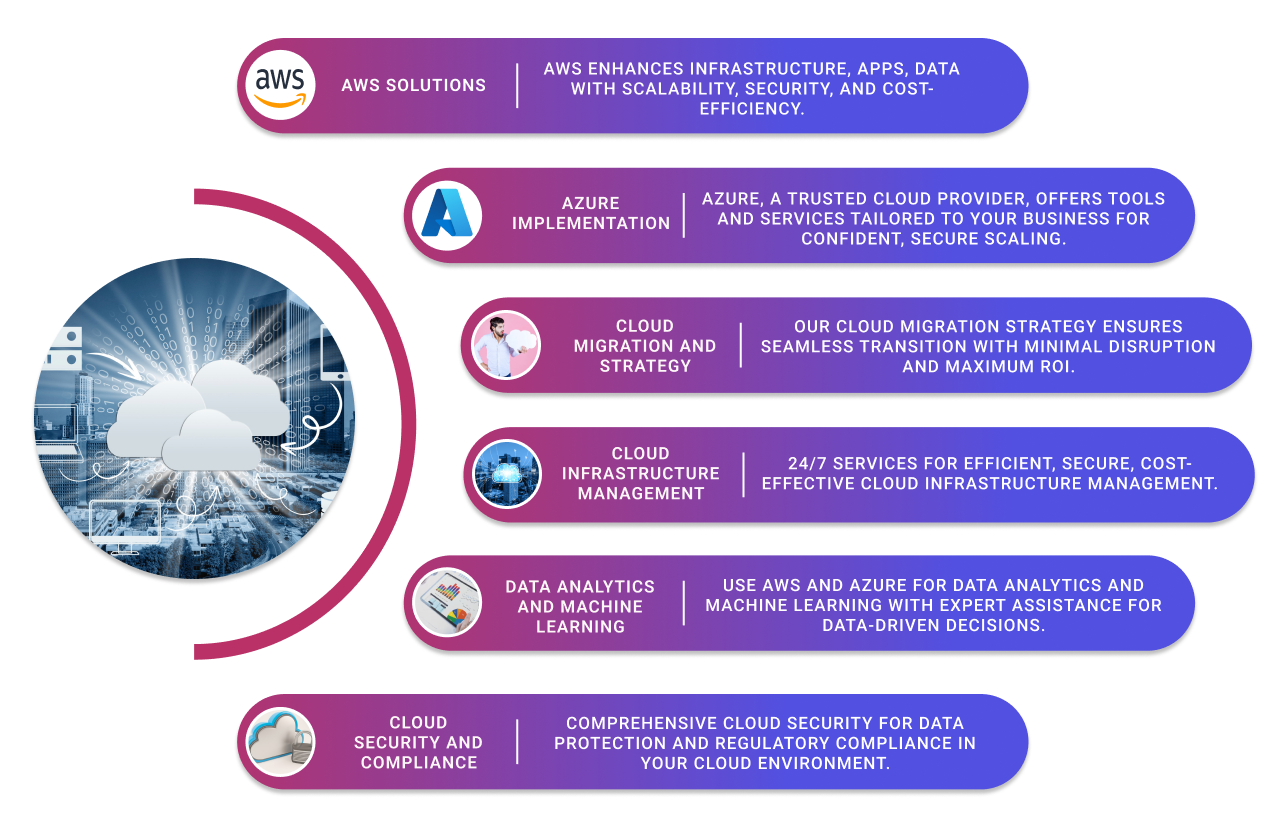 aws
AWS SOLUTIONS
AWS ENHANCES INFRASTRUCTURE, APPS, DATA
WITH SCALABILITY, SECURITY, AND COST-
EFFICIENCY.
AZURE
IMPLEMENTATION
AZURE, A TRUSTED CLOUD PROVIDER, OFFERS TOOLS
AND SERVICES TAILORED TO YOUR BUSINESS FOR
CONFIDENT, SECURE SCALING.
CLOUD
MIGRATION AND
STRATEGY
OUR CLOUD MIGRATION STRATEGY ENSURES
SEAMLESS TRANSITION WITH MINIMAL DISRUPTION
AND MAXIMUM ROI.
CLOUD
INFRASTRUCTURE
MANAGEMENT
24/7 SERVICES FOR EFFICIENT, SECURE, COST-
EFFECTIVE CLOUD INFRASTRUCTURE MANAGEMENT.
DATA ANALYTICS
AND MACHINE
LEARNING
USE AWS AND AZURE FOR DATA ANALYTICS AND
MACHINE LEARNING WITH EXPERT ASSISTANCE FOR
DATA-DRIVEN DECISIONS.
CLOUD
SECURITY AND
COMPLIANCE
COMPREHENSIVE CLOUD SECURITY FOR DATA
PROTECTION AND REGULATORY COMPLIANCE IN
YOUR CLOUD ENVIRONMENT.